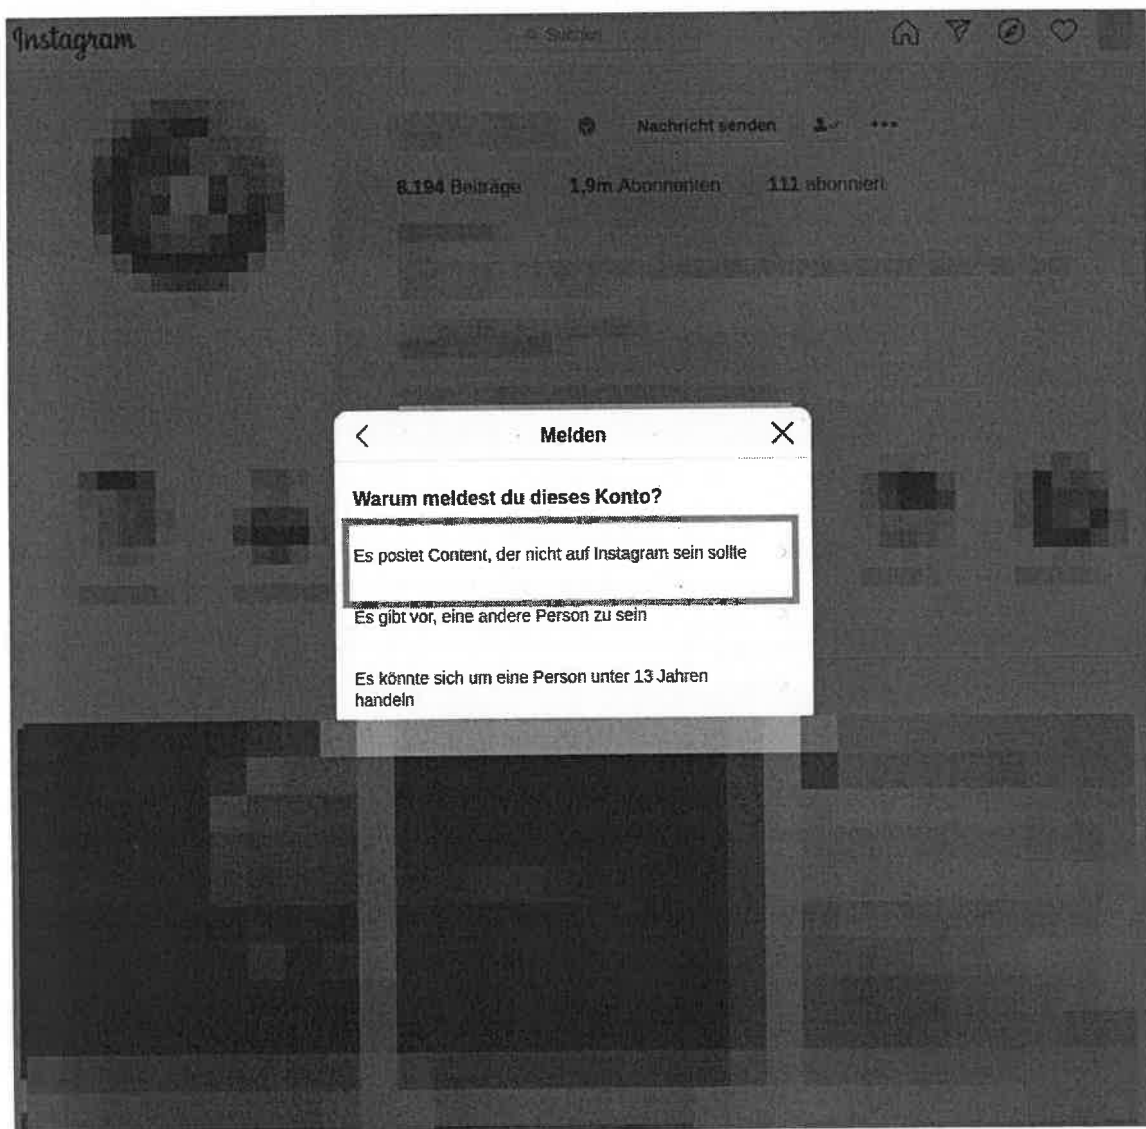 Instagram
Suchen
Nachricht senden
8.194 Beiträge 1,9m Abonnenten 111 abonniert
Melden
Warum meldest du dieses Konto?
Es postet Content, der nicht auf Instagram sein sollte
Es gibt vor, eine andere Person zu sein
Es könnte sich um eine Person unter 13 Jahren
handeln